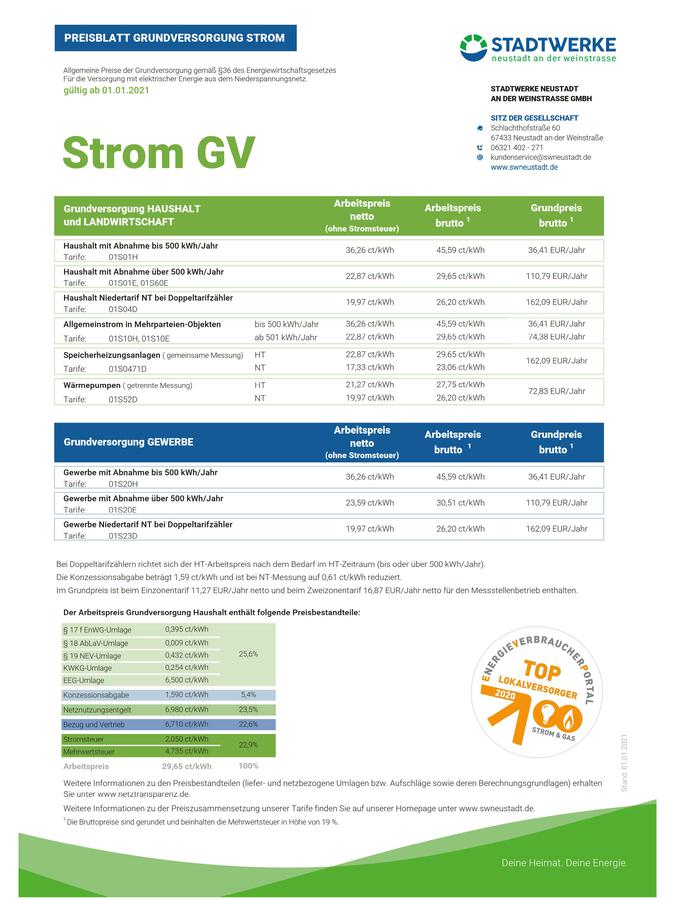 PREISBLATT GRUNDVERSORGUNG STROM
STADTWERKE
neustadt an der weinstrasse
Allgemeine Preise der Grundversorgung gemäß §36 des Energiewirtschaftsgesetzes
Für die Versorgung mit elektrischer Energie aus dem Niederspannungsnetz.
gültig ab 01.01.2021
STADTWERKE NEUSTADT
AN DER WEINSTRASSE GMBH
SITZ DER GESELLSCHAFT
Schlachthofstraße 60
67433 Neustadt an der Weinstraße
06321 402 - 271
kundenservice@swneustadt.de
www.swneustadt.de
Strom GV
Grundversorgung HAUSHALT
und LANDWIRTSCHAFT
Arbeitspreis
netto
(ohne Stromsteuer)
Arbeitspreis
brutto 1
Grundpreis
brutto 1
Haushalt mit Abnahme bis 500 kWh/Jahr
Tarife: 01S01H
36,26 ct/kWh 45,59 ct/kWh 36,41 EUR/Jahr
Haushalt mit Abnahme über 500 kWh/Jahr
Tarife: 01S01E, 01S60E
22,87 ct/kWh 29,65 ct/kWh 110,79 EUR/Jahr
Haushalt Niedertarif NT bei Doppeltarifzähler
Tarife: 01S04D
19,97 ct/kWh 26,20 ct/kWh 162,09 EUR/Jahr
Allgemeinstrom in Mehrparteien-Objekten bis 500 kWh/Jahr 36,26 ct/kWh 45,59 ct/kWh 36,41 EUR/Jahr
Tarife: 01S10H, 01S10E ab 501 kWh/Jahr 22,87 ct/kWh 29,65 ct/kWh 74,38 EUR/Jahr
Speicherheizungsanlagen ( gemeinsame Messung) HT 22,87 ct/kWh 29,65 ct/kWh
162,09 EUR/Jahr
Tarife: 01S0471D NT 17,33 ct/kWh 23,06 ct/kWh
Wärmepumpen ( getrennte Messung) HT 21,27 ct/kWh 27,75 ct/kWh
72,83 EUR/Jahr
Tarife: 01S52D NT 19,97 ct/kWh 26,20 ct/kWh
Grundversorgung GEWERBE
Arbeitspreis
netto
(ohne Stromsteuer)
Arbeitspreis
brutto 1
Grundpreis
brutto 1
Gewerbe mit Abnahme bis 500 kWh/Jahr
Tarife: 01S20H
36,26 ct/kWh 45,59 ct/kWh 36,41 EUR/Jahr
Gewerbe mit Abnahme über 500 kWh/Jahr
Tarife: 01S20E
23,59 ct/kWh 30,51 ct/kWh 110,79 EUR/Jahr
Gewerbe Niedertarif NT bei Doppeltarifzähler
Tarife: 01S23D
19,97 ct/kWh 26,20 ct/kWh 162,09 EUR/Jahr
Bei Doppeltarifzählern richtet sich der HT-Arbeitspreis nach dem Bedarf im HT-Zeitraum (bis oder über 500 kWh/Jahr).
Die Konzessionsabgabe beträgt 1,59 ct/kWh und ist bei NT-Messung auf 0,61 ct/kWh reduziert.
Im Grundpreis ist beim Einzonentarif 11,27 EUR/Jahr netto und beim Zweizonentarif 16,87 EUR/Jahr netto für den Messstellenbetrieb enthalten.
Der Arbeitspreis Grundversorgung Haushalt enthält folgende Preisbestandteile:
§ 17 f EnWG-Umlage 0,395 ct/kWh
§ 18 AbLaV-Umlage 0,009 ct/kWh
§ 19 NEV-Umlage 0,432 ct/kWh 25,6%
KWKG-Umlage 0,254 ct/kWh
EEG-Umlage 6,500 ct/kWh
Konzessionsabgabe 1,590 ct/kWh 5,4%
Netznutzungsentgelt 6,980 ct/kWh 23,5%
Bezug und Vertrieb 6,710 ct/kWh 22,6%
Stromsteuer 2,050 ct/kWh
22,9%
Mehrwertsteuer 4,735 ct/kWh
Arbeitspreis 29,65 ct/kWh 100%
ENERGIEVERBRAUCHERPORTAL
TOP
LOKALVERSORGER
2020
STROM & GAS
Stand: 01.01.2021
Weitere Informationen zu den Preisbestandteilen (liefer- und netzbezogene Umlagen bzw. Aufschläge sowie deren Berechnungsgrundlagen) erhalten
Sie unter www.netztransparenz.de.
Weitere Informationen zu der Preiszusammensetzung unserer Tarife finden Sie auf unserer Homepage unter www.swneustadt.de.
1 Die Bruttopreise sind gerundet und beinhalten die Mehrwertsteuer in Höhe von 19 %.
Deine Heimat. Deine Energie.